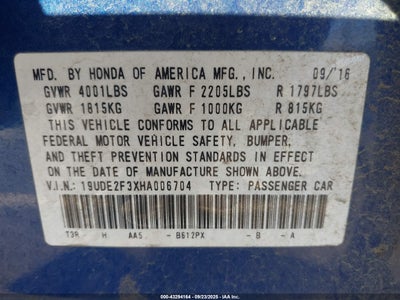 MFD. BY HONDA OF AMERICA MFG., INC. 09/'16
GVWR 4001LBS GAWR F 2205LBS R 1797LBS
GVWR 1815KG GAWR F 1000KG R 815KG
THIS VEHICLE CONFORMS TO ALL APPLICABLE
FEDERAL MOTOR VEHICLE SAFETY, BUMPER,
AND THEFT PREVENTION STANDARDS IN EFFECT
ON THE DATE OF MANUFACTURE SHOWN ABOVE.
V.I.N.: 19UDE2F3XHA006704 TYPE: PASSENGER CAR
T3R H AA5 - B612PX - B - A
000-43294164 | 09/23/2025 | IAAI